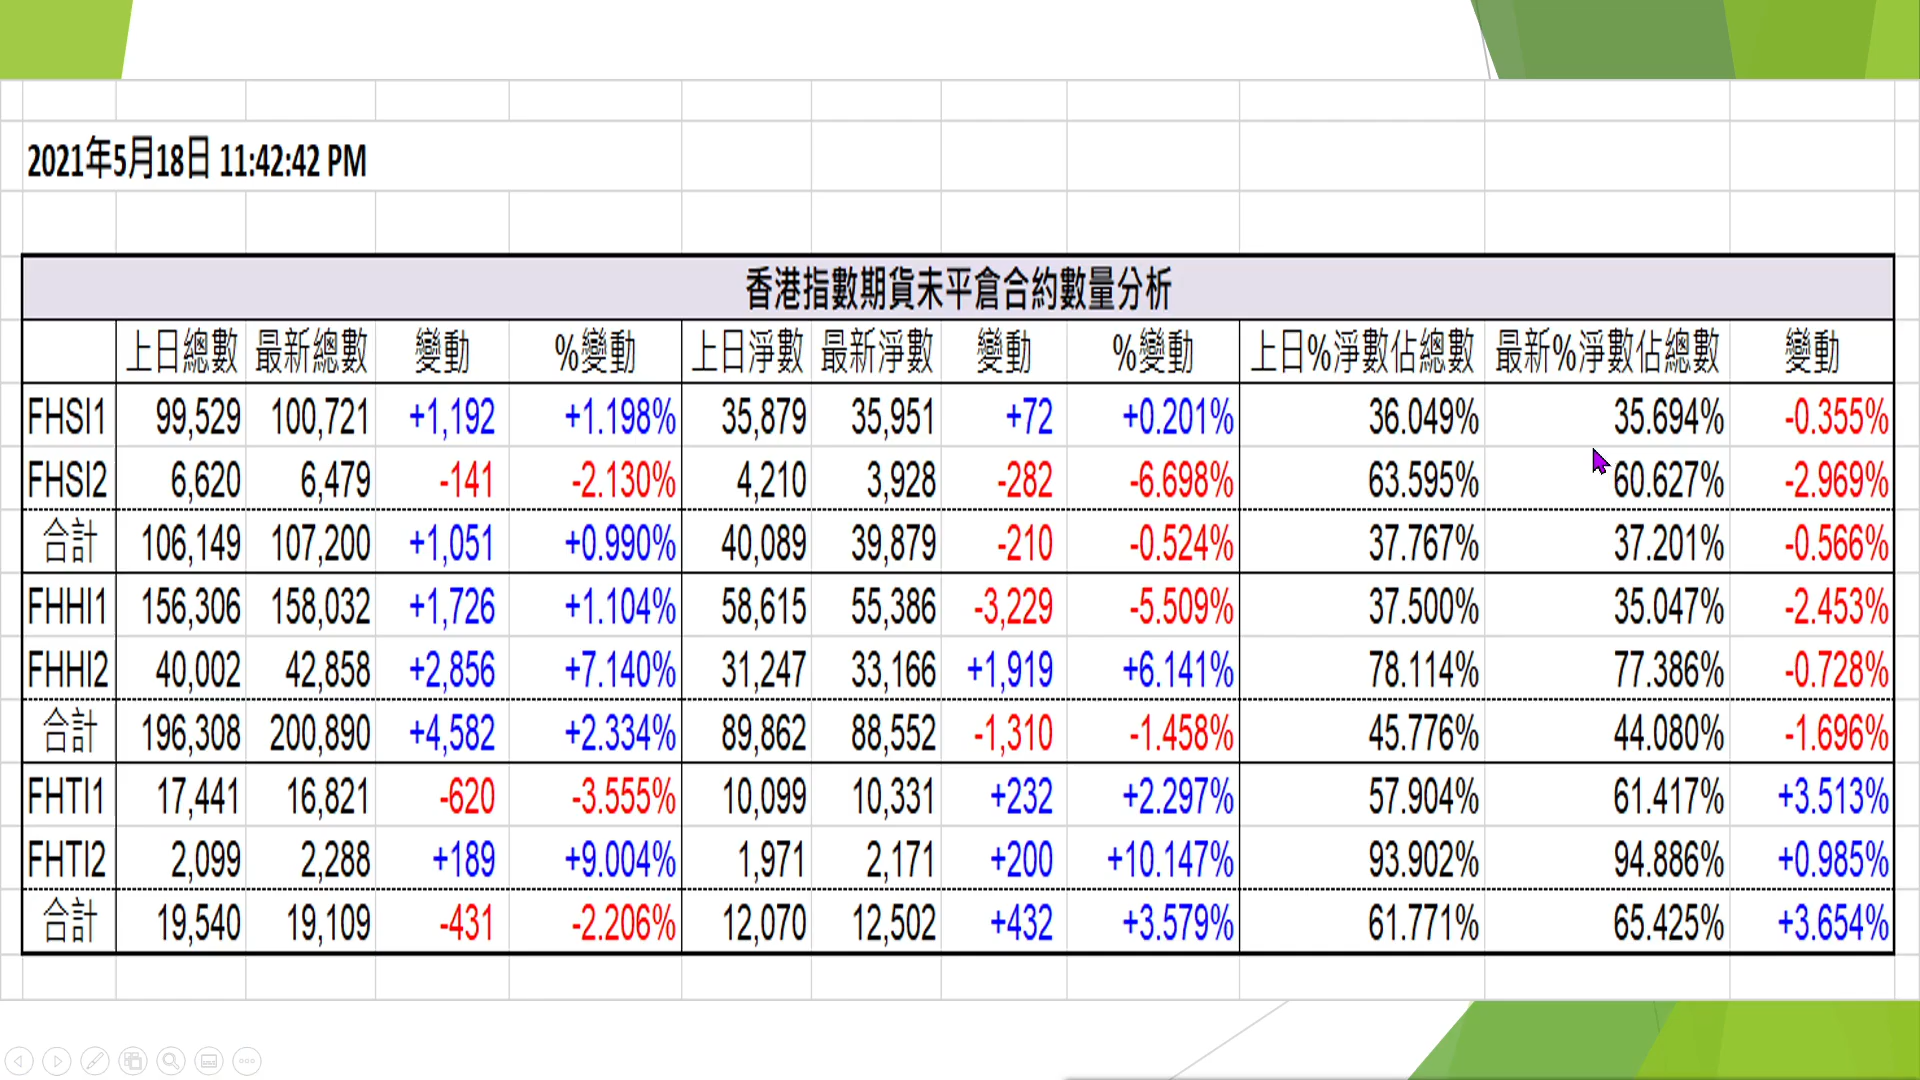 2021年5月18日 11:42:42 PM
香港指數期貨未平倉合約數量分析
上日總數 最新總數 變動 %變動 上日淨數 最新淨數 變動 %變動 上日%淨數佔總數 最新%淨數佔總數 變動
FHSI1 99,529 100,721 +1,192 +1.198% 35,879 35,951 +72 +0.201% 36.049% 35.694% -0.355%
FHSI2 6,620 6,479 -141 -2.130% 4,210 3,928 -282 -6.698% 63.595% 60.627% -2.969%
合計 106,149 107,200 +1,051 +0.990% 40,089 39,879 -210 -0.524% 37.767% 37.201% -0.566%
FHHI1 156,306 158,032 +1,726 +1.104% 58,615 55,386 -3,229 -5.509% 37.500% 35.047% -2.453%
FHHI2 40,002 42,858 +2,856 +7.140% 31,247 33,166 +1,919 +6.141% 78.114% 77.386% -0.728%
合計 196,308 200,890 +4,582 +2.334% 89,862 88,552 -1,310 -1.458% 45.776% 44.080% -1.696%
FHTI1 17,441 16,821 -620 -3.555% 10,099 10,331 +232 +2.297% 57.904% 61.417% +3.513%
FHTI2 2,099 2,288 +189 +9.004% 1,971 2,171 +200 +10.147% 93.902% 94.886% +0.985%
合計 19,540 19,109 -431 -2.206% 12,070 12,502 +432 +3.579% 61.771% 65.425% +3.654%